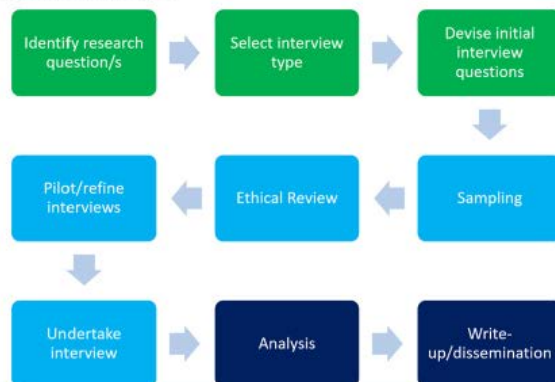 Identify research
question/s
Select interview
type
Devise initial
interview
questions
Sampling
Ethical Review
Pilot/refine
interviews
Undertake
interview
Analysis
Write-
up/dissemination